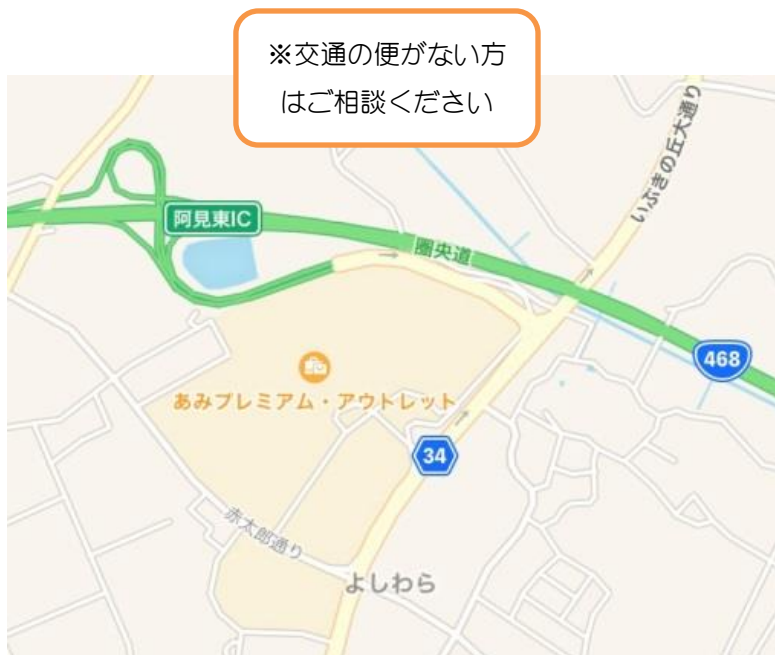 ※交通の便がない方
はご相談ください
いぶきの丘大通り
阿見東IC
圏央道
468
あみプレミアム・アウトレット
34
赤太郎通り
よしわら